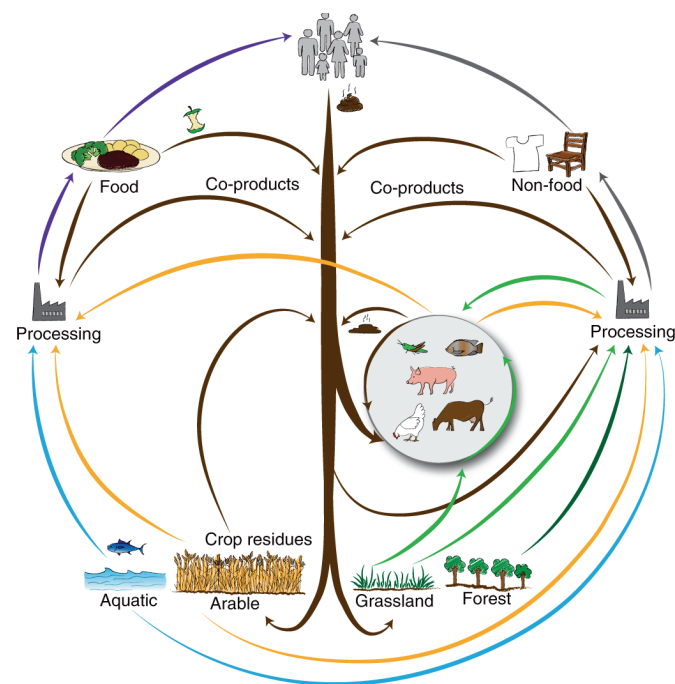 Food
Co-products
Co-products
Non-food
Processing
Processing
Crop residues
Aquatic
Arable
Grassland
Forest